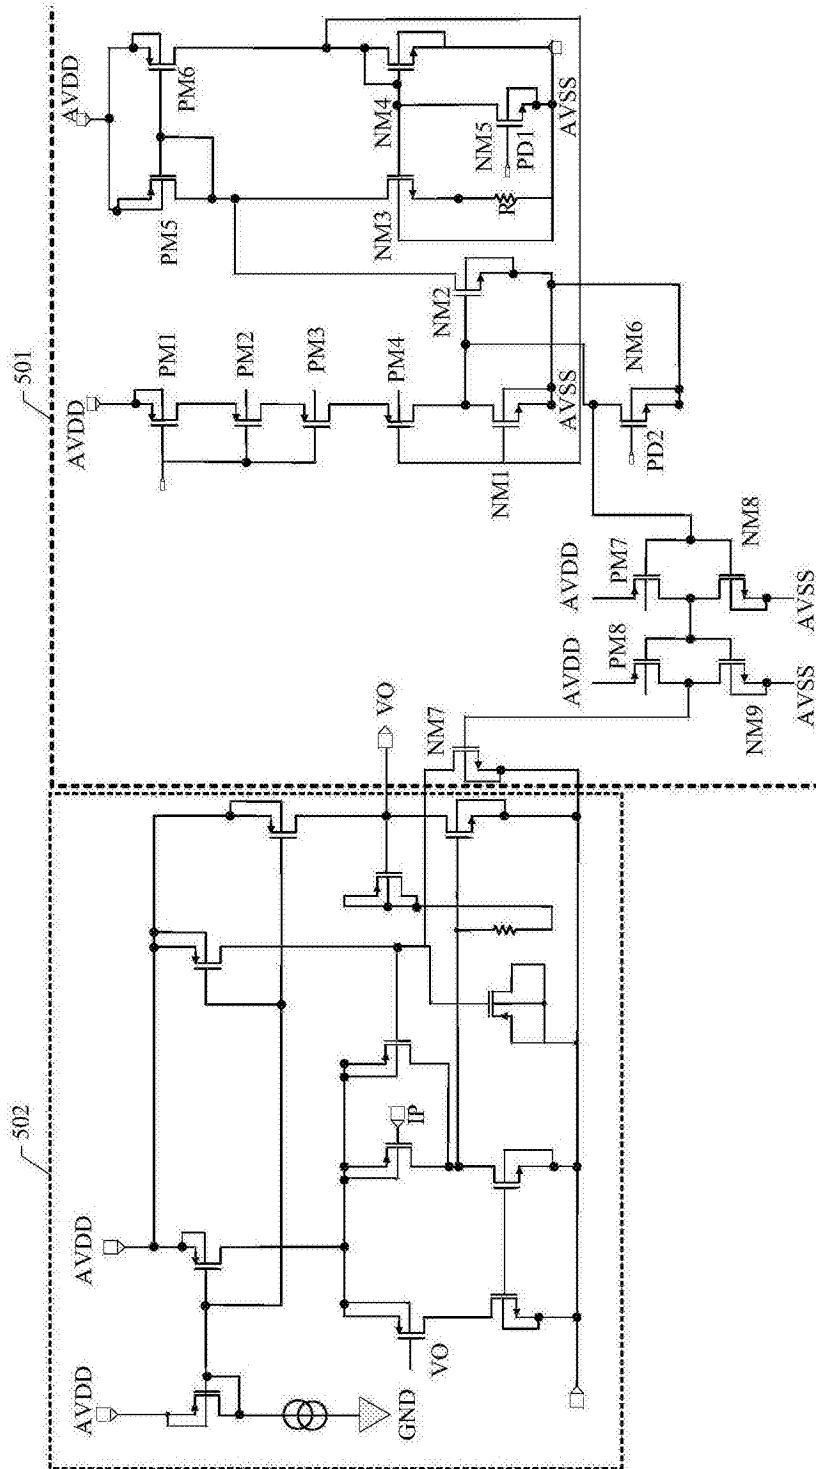 501
502
AVDD
PM5
PM6
NM3
NM4
NM5
PD1
R
AVSS
AVDD
PM1
PM2
PM3
PM4
NM1
NM2
AVSS
NM6
PD2
AVDD
PM7
NM8
AVSS
AVDD
PM8
NM9
AVSS
NM7
VO
AVDD
IP
AVDD
GND
VO